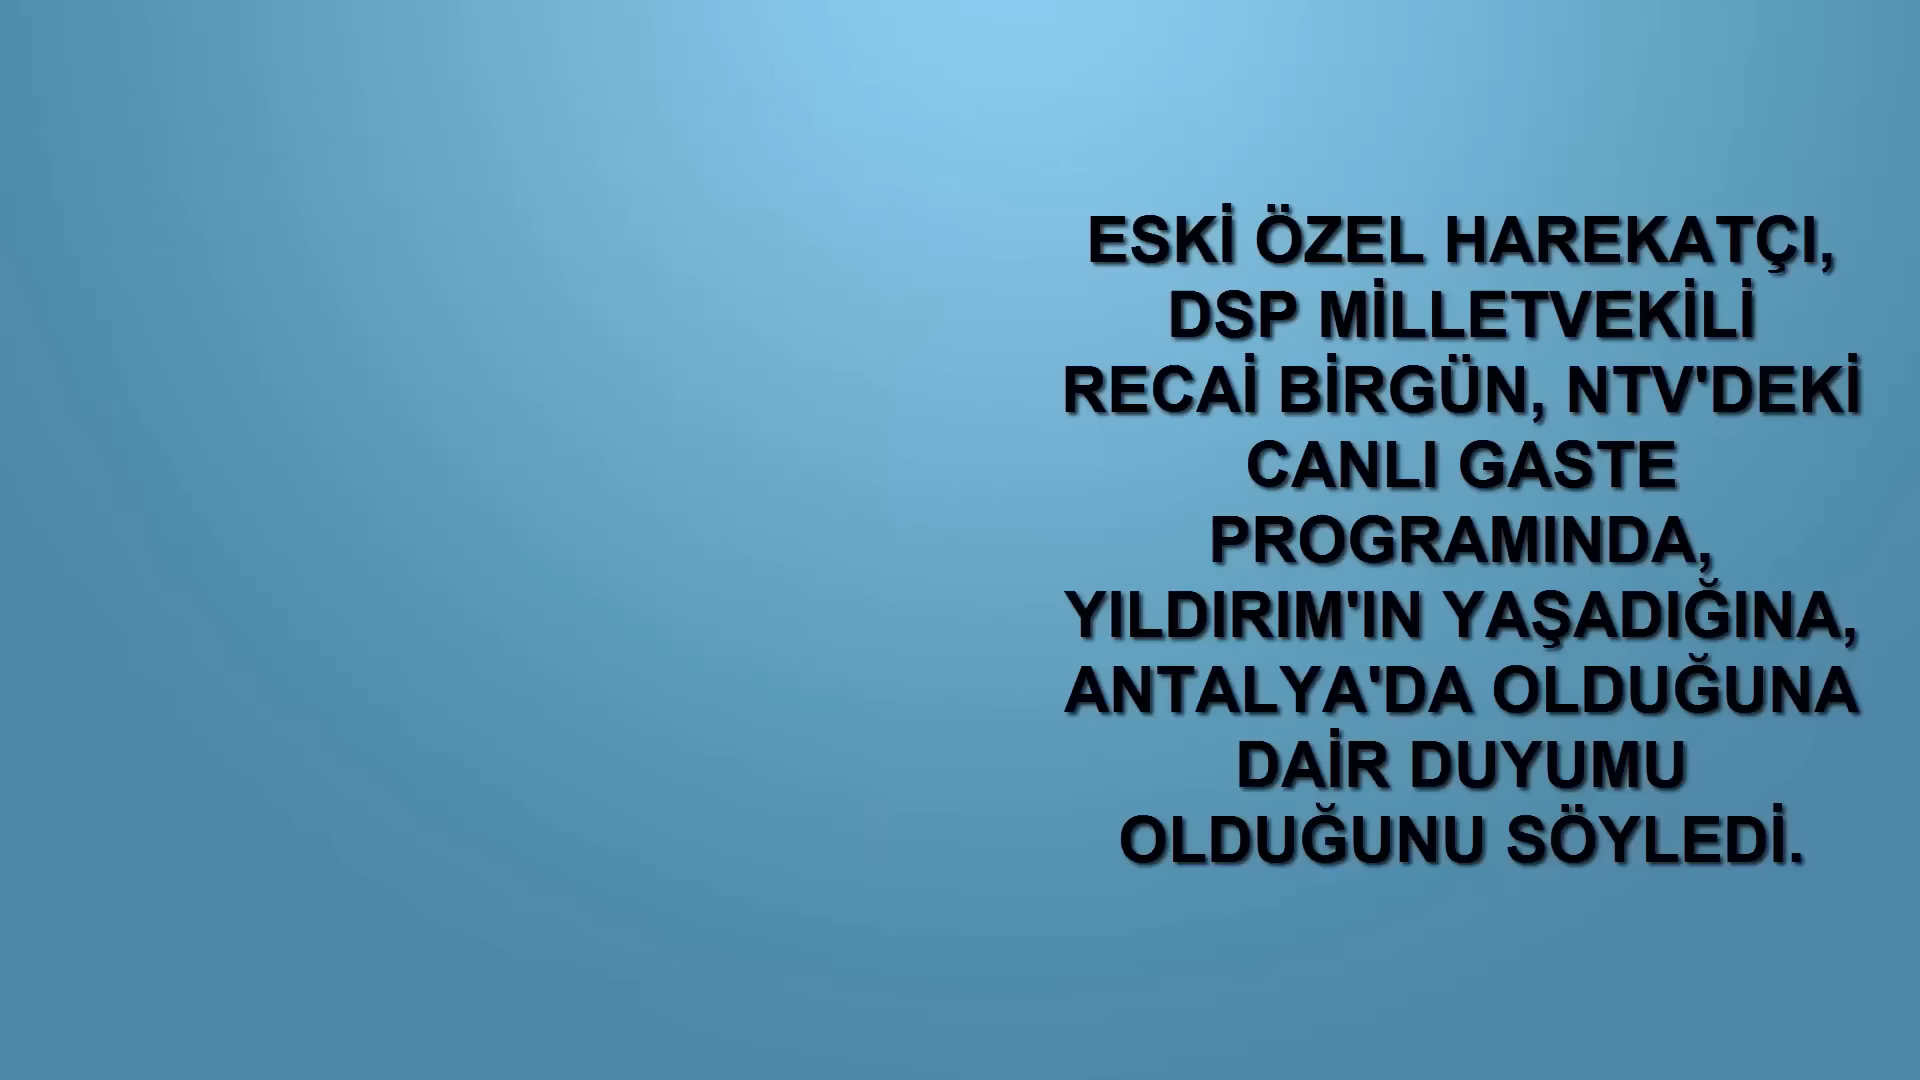 ESKİ ÖZEL HAREKATÇI,
DSP MİLLETVEKİLİ
RECAİ BİRGÜN, NTV'DEKİ
CANLI GASTE
PROGRAMINDA,
YILDIRIM'IN YAŞADIĞINA,
ANTALYA'DA OLDUĞUNA
DAİR DUYUMU
OLDUĞUNU SÖYLEDİ.